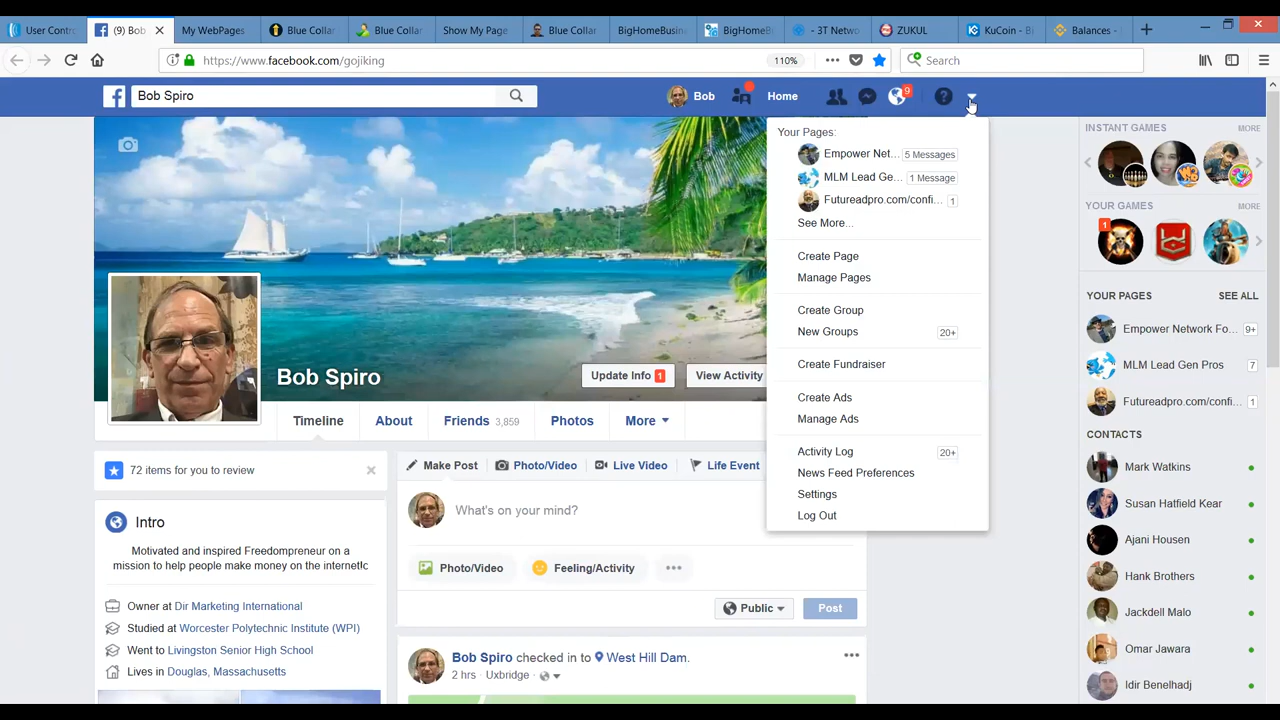 User Contr
(9) Bob
My WebPages
Blue Collar
Blue Collar
Show My Page
Blue Collar
BigHomeBusin
BigHomeB
- 3T Netwo
ZUKUL
KuCoin - Bi
Balances -
https://www.facebook.com/gojiking
110%
Search
Bob Spiro
Bob
Home
9
Your Pages:
Empower Net... 5 Messages
MLM Lead Ge... 1 Message
Futureadpro.com/confi... 1
See More...
Create Page
Manage Pages
Create Group
New Groups 20+
Create Fundraiser
Create Ads
Manage Ads
Activity Log 20+
News Feed Preferences
Settings
Log Out
Bob Spiro
Update Info 1
View Activity
Timeline
About
Friends 3,859
Photos
More
72 items for you to review
Intro
Motivated and inspired Freedompreneur on a
mission to help people make money on the internet!c
Owner at Dir Marketing International
Studied at Worcester Polytechnic Institute (WPI)
Went to Livingston Senior High School
Lives in Douglas, Massachusetts
Make Post
Photo/Video
Live Video
Life Event
What's on your mind?
Photo/Video
Feeling/Activity
Public
Post
Bob Spiro checked in to West Hill Dam.
2 hrs · Uxbridge ·
INSTANT GAMES MORE
YOUR GAMES MORE
1
YOUR PAGES SEE ALL
Empower Network Fo... 9+
MLM Lead Gen Pros 7
Futureadpro.com/confi... 1
CONTACTS
Mark Watkins
Susan Hatfield Kear
Ajani Housen
Hank Brothers
Jackdell Malo
Omar Jawara
Idir Benelhadj